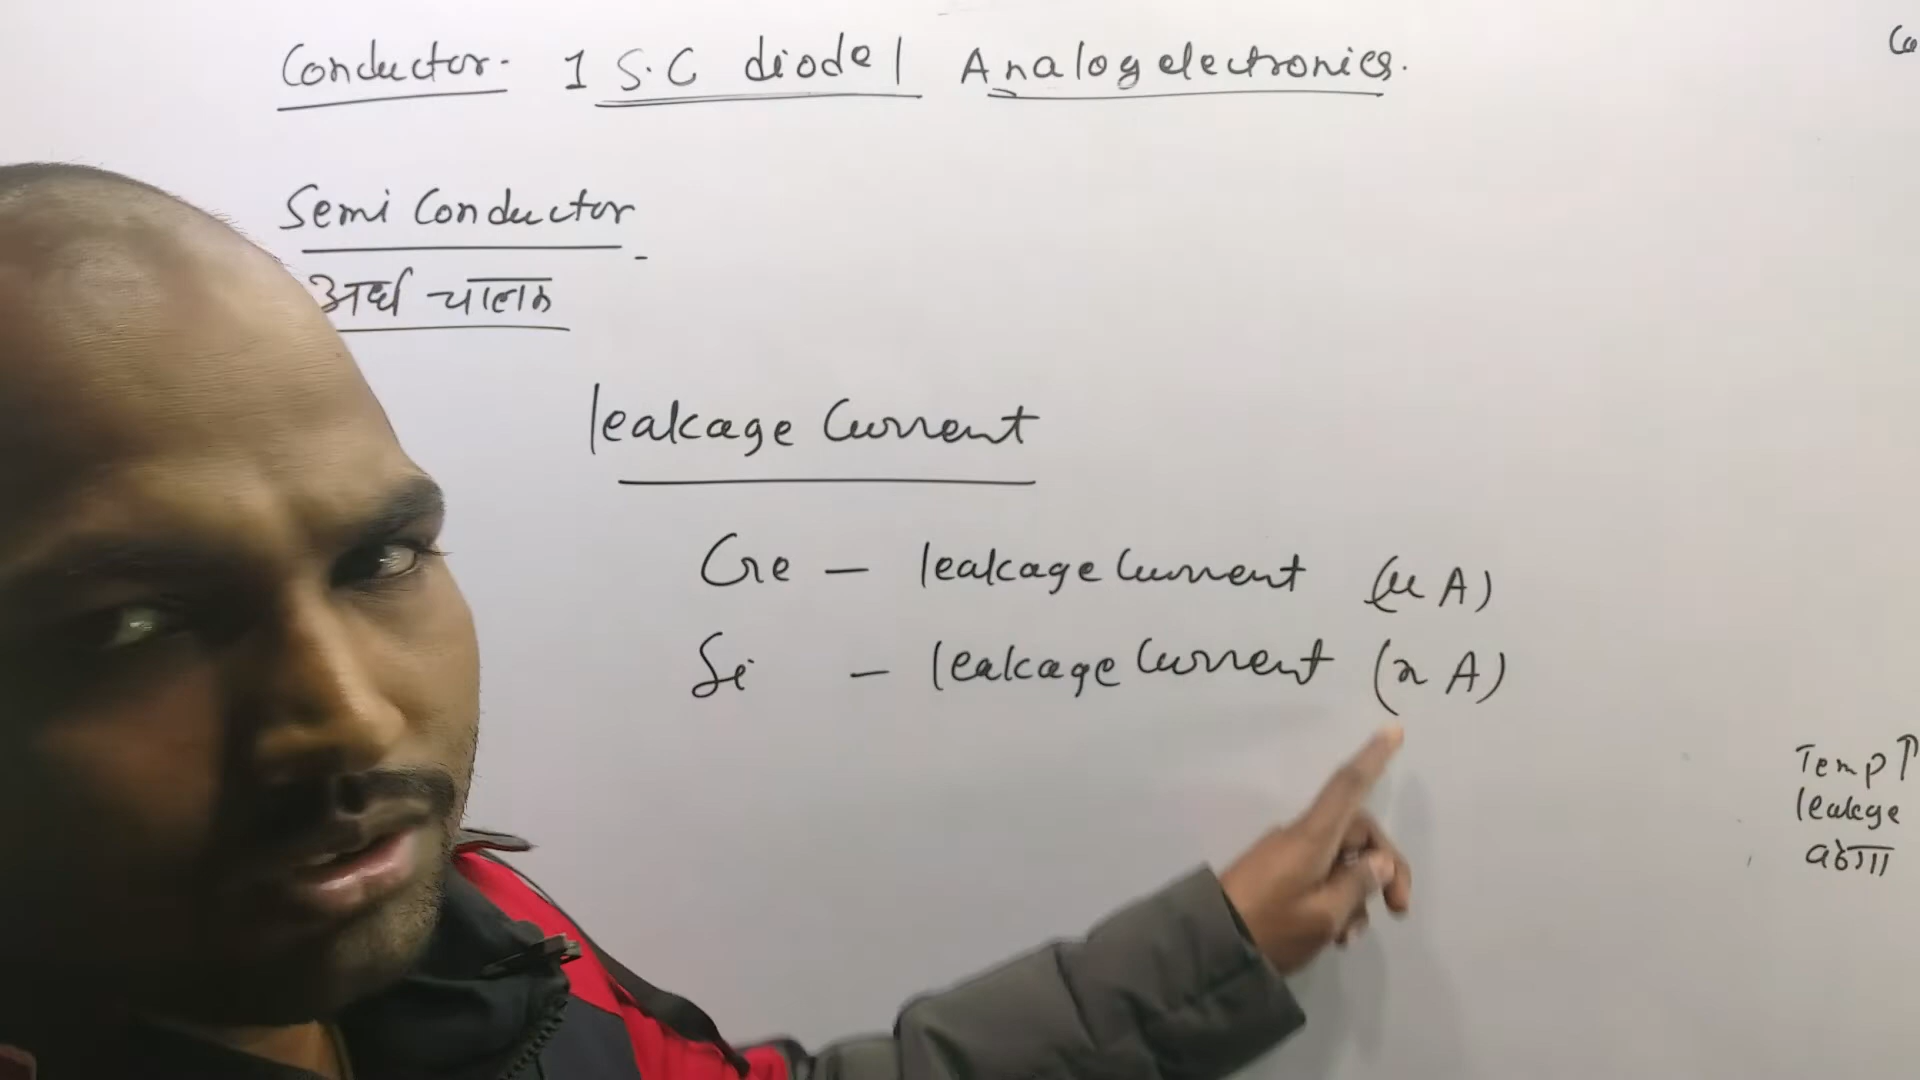 Conductor. 1 S.C diode | Analog electronics.
Semi Conductor
अर्ध चालक
leakage Current
Ge - leakage Current (μA)
Si - leakage Current (nA)
Temp ↑
leakge
बढेगा